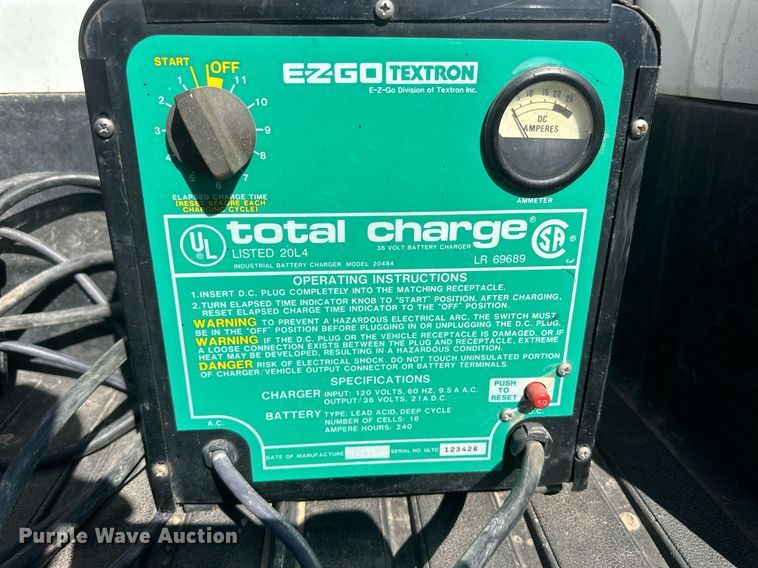 START
OFF
1
11
2
10
3
9
4
8
5
7
6
ELAPSED CHARGE TIME
(RESET BEFORE EACH
CHARGING CYCLE)
E-Z-GO TEXTRON
E-Z-Go Division of Textron Inc.
5 10 15 20 25
DC
AMPERES
AMMETER
UL
total charge®
36 VOLT BATTERY CHARGER
LISTED 20L4
INDUSTRIAL BATTERY CHARGER MODEL 20484
LR 69689
OPERATING INSTRUCTIONS
1. INSERT D.C. PLUG COMPLETELY INTO THE MATCHING RECEPTACLE.
2. TURN ELAPSED TIME INDICATOR KNOB TO "START" POSITION. AFTER CHARGING,
RESET ELAPSED CHARGE TIME INDICATOR TO THE "OFF" POSITION.
WARNING TO PREVENT A HAZARDOUS ELECTRICAL ARC, THE SWITCH MUST
BE IN THE "OFF" POSITION BEFORE PLUGGING IN OR UNPLUGGING THE D.C. PLUG.
WARNING IF THE D.C. PLUG OR THE VEHICLE RECEPTACLE IS DAMAGED, OR IF
A LOOSE CONNECTION EXISTS BETWEEN THE PLUG AND RECEPTACLE, EXTREME
HEAT MAY BE DEVELOPED, RESULTING IN A HAZARDOUS CONDITION.
DANGER RISK OF ELECTRICAL SHOCK. DO NOT TOUCH UNINSULATED PORTION
OF CHARGER/VEHICLE OUTPUT CONNECTOR OR BATTERY TERMINALS.
SPECIFICATIONS
CHARGER INPUT: 120 VOLTS, 60 HZ, 9.5 A A.C.
OUTPUT: 36 VOLTS, 21 A D.C.
BATTERY TYPE: LEAD ACID, DEEP CYCLE
NUMBER OF CELLS: 18
AMPERE HOURS: 240
PUSH
TO
RESET
50
A.C.
D.C.
DATE OF MANUFACTURE SERIAL NO. ULTC 123426
Purple Wave Auction